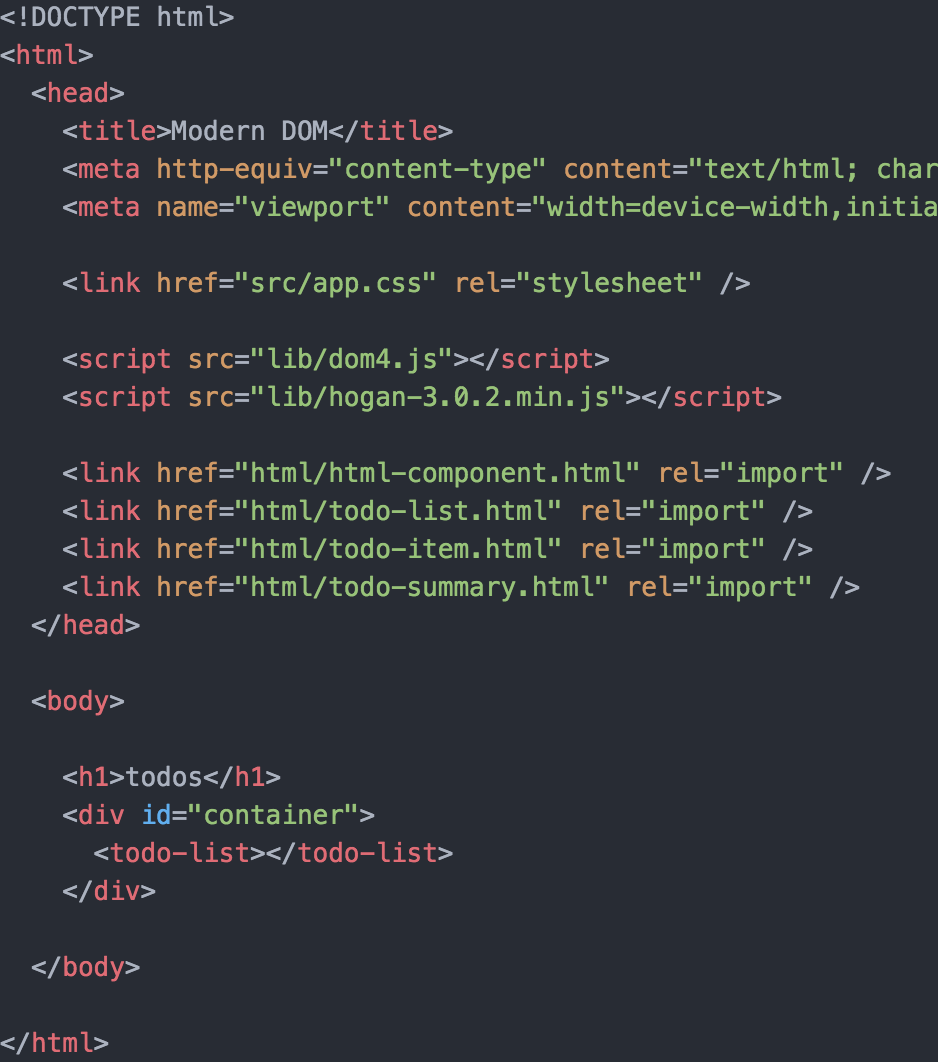 <!DOCTYPE html>
<html>
  <head>
    <title>Modern DOM</title>
    <meta http-equiv="content-type" content="text/html; char
    <meta name="viewport" content="width=device-width,initia
    <link href="src/app.css" rel="stylesheet" />
    <script src="lib/dom4.js"></script>
    <script src="lib/hogan-3.0.2.min.js"></script>
    <link href="html/html-component.html" rel="import" />
    <link href="html/todo-list.html" rel="import" />
    <link href="html/todo-item.html" rel="import" />
    <link href="html/todo-summary.html" rel="import" />
  </head>
  <body>
    <h1>todos</h1>
    <div id="container">
      <todo-list></todo-list>
    </div>
  </body>
</html>